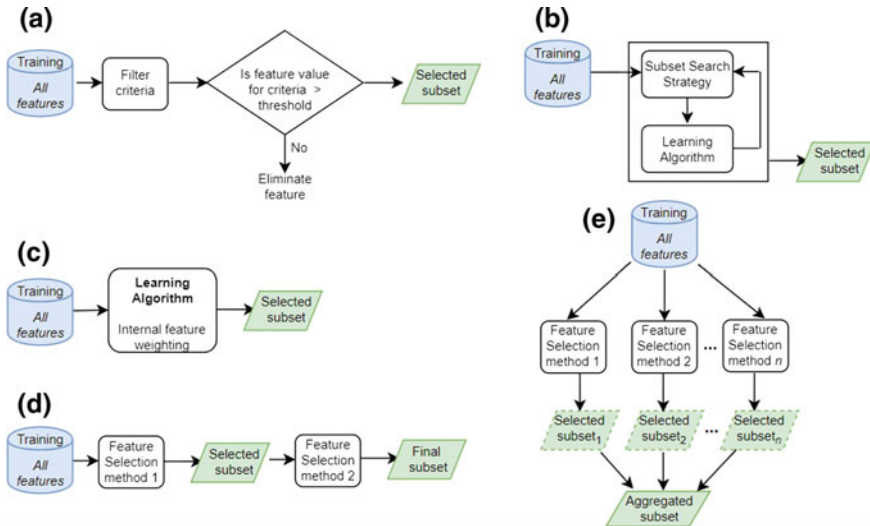 (a)
Training
All
features
Filter
criteria
Is feature value
for criteria >
threshold
Selected
subset
No
Eliminate
feature
(b)
Training
All
features
Subset Search
Strategy
Learning
Algorithm
Selected
subset
(c)
Training
All
features
Learning
Algorithm
Internal feature
weighting
Selected
subset
(d)
Training
All
features
Feature
Selection
method 1
Selected
subset
Feature
Selection
method 2
Final
subset
(e)
Training
All
features
Feature
Selection
method 1
Feature
Selection
method 2
...
Feature
Selection
method n
Selected
subset1
Selected
subset2
...
Selected
subsetn
Aggregated
subset